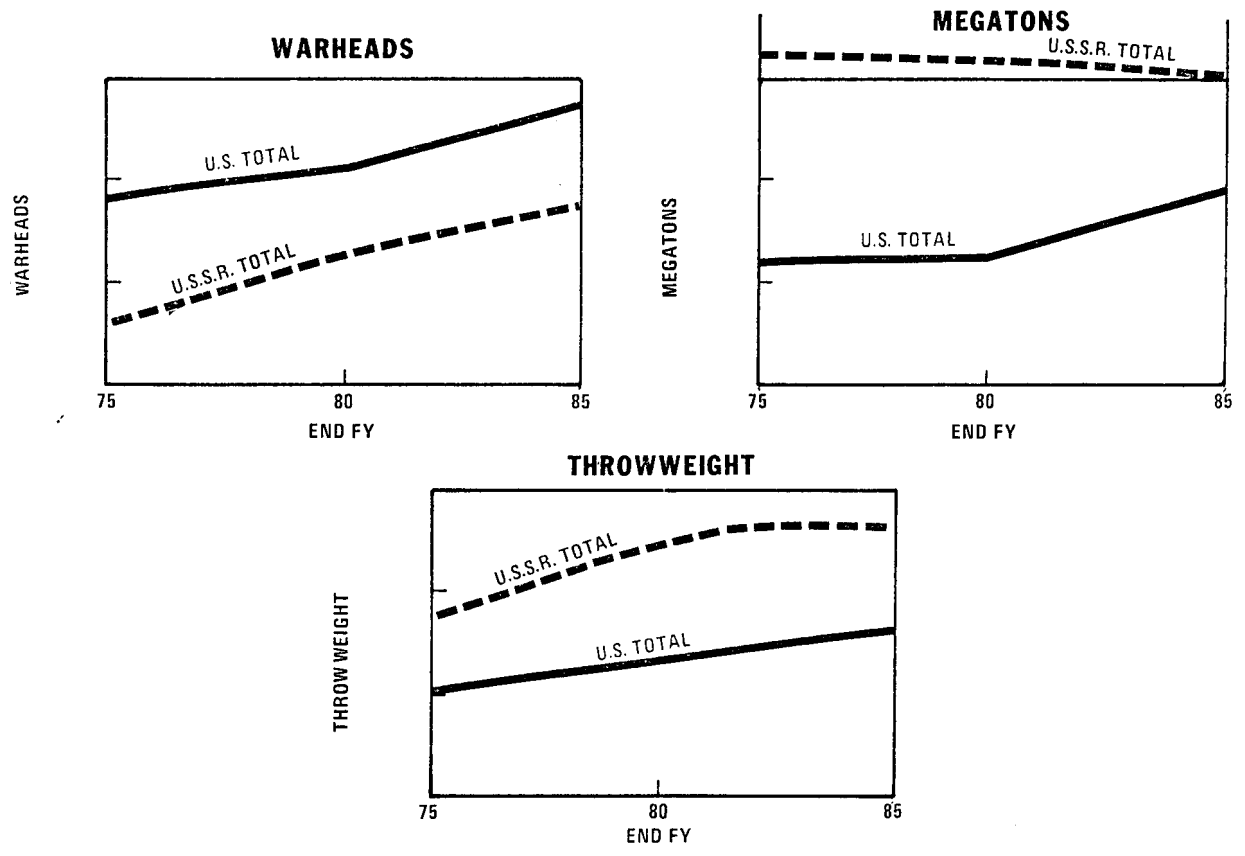 WARHEADS
U.S. TOTAL
U.S.S.R. TOTAL
WARHEADS
75 80 85
END FY
MEGATONS
U.S.S.R. TOTAL
U.S. TOTAL
MEGATONS
75 80 85
END FY
THROWWEIGHT
U.S.S.R. TOTAL
U.S. TOTAL
THROW WEIGHT
75 80 85
END FY